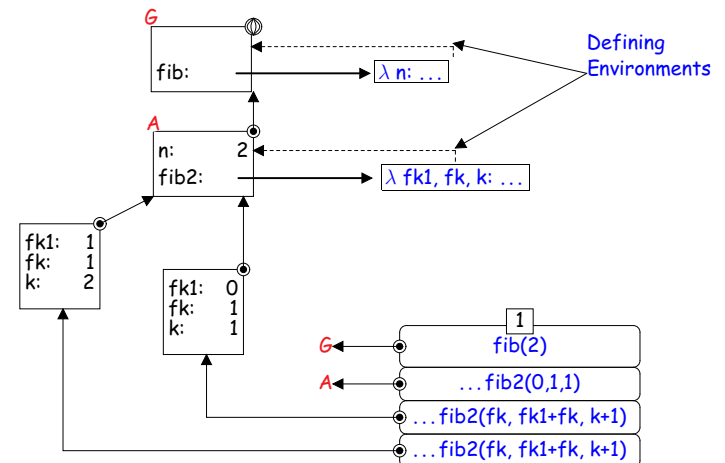 G
fib:
λ n: ...
Defining
Environments
A
n: 2
fib2:
λ fk1, fk, k: ...
fk1: 1
fk: 1
k: 2
fk1: 0
fk: 1
k: 1
1
G
fib(2)
A
...fib2(0,1,1)
...fib2(fk, fk1+fk, k+1)
...fib2(fk, fk1+fk, k+1)